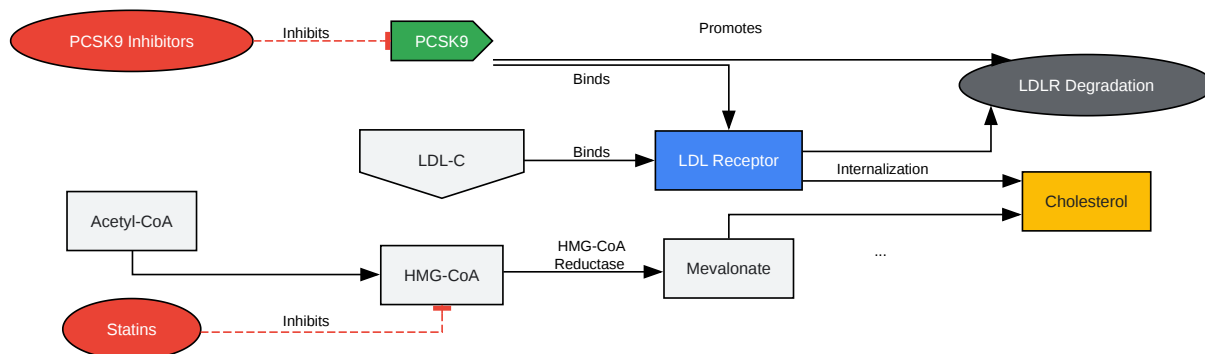 Promotes
Inhibits
PCSK9 Inhibitors
PCSK9
Binds
LDLR Degradation
LDL-C
Binds
LDL Receptor
Internalization
Cholesterol
Acetyl-CoA
HMG-CoA
Reductase
HMG-CoA
Mevalonate
...
Statins
Inhibits